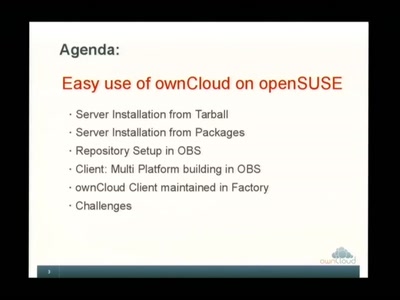 Agenda:
Easy use of ownCloud on openSUSE
· Server Installation from Tarball
· Server Installation from Packages
· Repository Setup in OBS
· Client: Multi Platform building in OBS
· ownCloud Client maintained in Factory
· Challenges
ownCloud